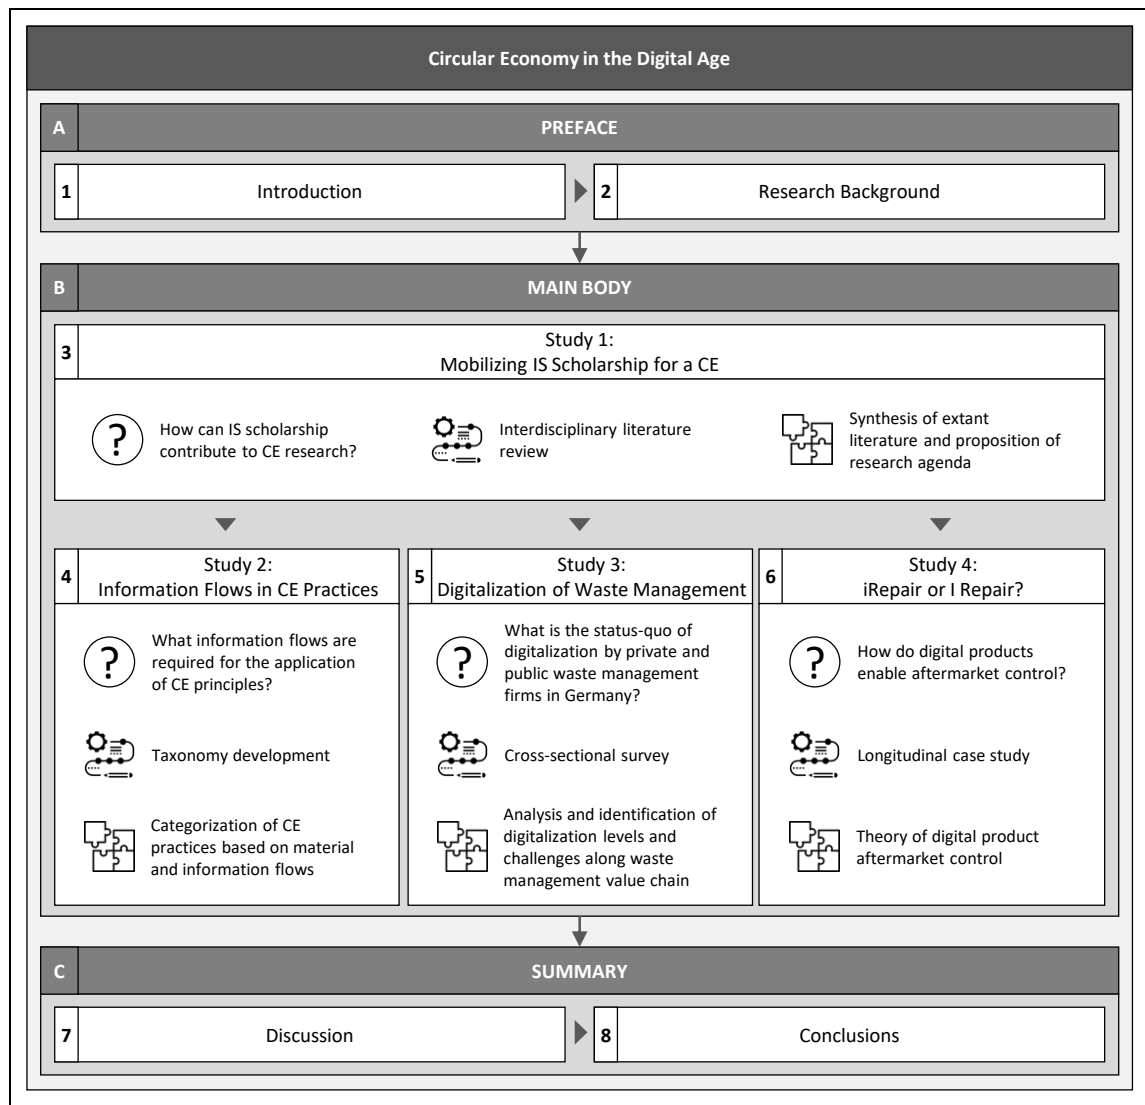 Circular Economy in the Digital Age
A
PREFACE
1
Introduction
2
Research Background
B
MAIN BODY
3
Study 1:
Mobilizing IS Scholarship for a CE
?
How can IS scholarship
contribute to CE research?
Interdisciplinary literature
review
Synthesis of extant
literature and proposition of
research agenda
4
Study 2:
Information Flows in CE Practices
?
What information flows are
required for the application
of CE principles?
Taxonomy development
Categorization of CE
practices based on material
and information flows
5
Study 3:
Digitalization of Waste Management
?
What is the status-quo of
digitalization by private and
public waste management
firms in Germany?
Cross-sectional survey
Analysis and identification of
digitalization levels and
challenges along waste
management value chain
6
Study 4:
iRepair or I Repair?
?
How do digital products
enable aftermarket control?
Longitudinal case study
Theory of digital product
aftermarket control
C
SUMMARY
7
Discussion
8
Conclusions